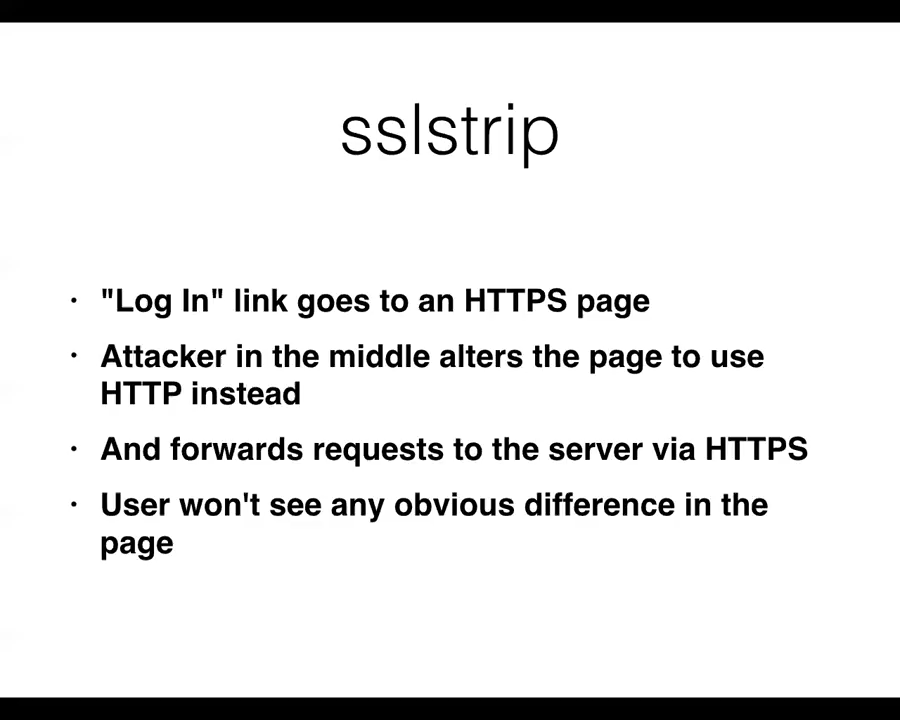 sslstrip
• "Log In" link goes to an HTTPS page
• Attacker in the middle alters the page to use
HTTP instead
• And forwards requests to the server via HTTPS
• User won't see any obvious difference in the
page